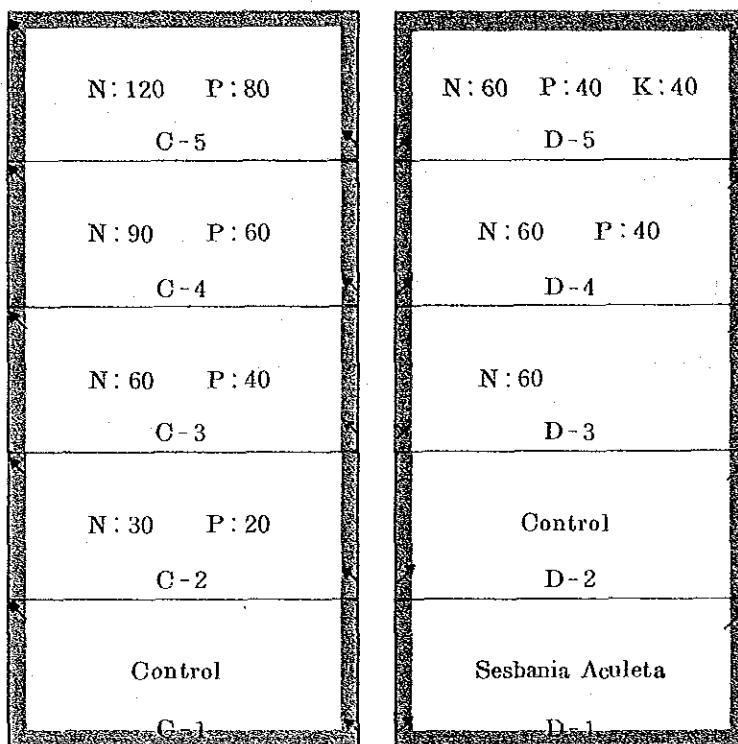 N:120 P:80
C-5
N:90 P:60
C-4
N:60 P:40
C-3
N:30 P:20
C-2
Control
C-1
N:60 P:40 K:40
D-5
N:60 P:40
D-4
N:60
D-3
Control
D-2
Sesbania Aculeta
D-1